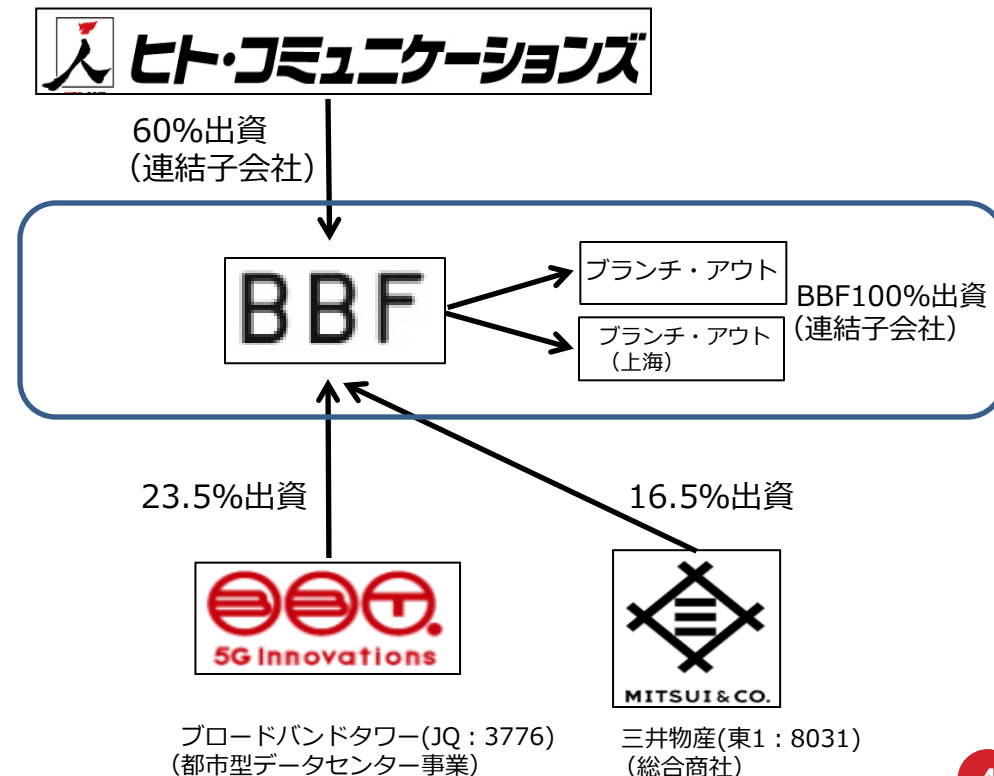 人 ヒト・コミュニケーションズ
60%出資
(連結子会社)
BBF
ブランチ・アウト
ブランチ・アウト
(上海)
BBF100%出資
(連結子会社)
23.5%出資
16.5%出資
BBT.
5G Innovations
MITSUI & CO.
ブロードバンドタワー(JQ:3776)
(都市型データセンター事業)
三井物産(東1:8031)
(総合商社)